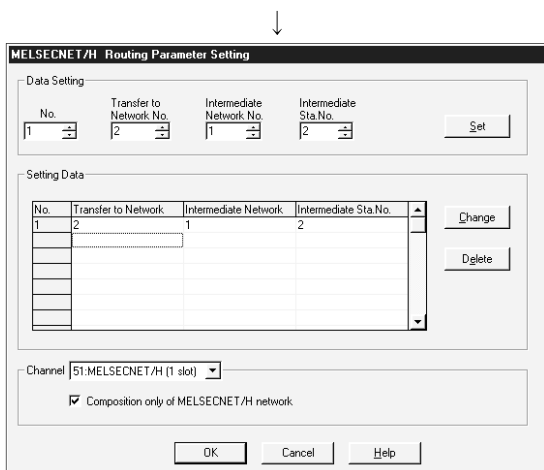 MELSECNET/H Routing Parameter Setting
Data Setting
No. Transfer to Network No. Intermediate Network No. Intermediate Sta.No.
1 2 1 2 Set
Setting Data
No. Transfer to Network Intermediate Network Intermediate Sta.No.
1 2 1 2
Change
Delete
Channel 51:MELSECNET/H (1 slot)
Composition only of MELSECNET/H network
OK Cancel Help